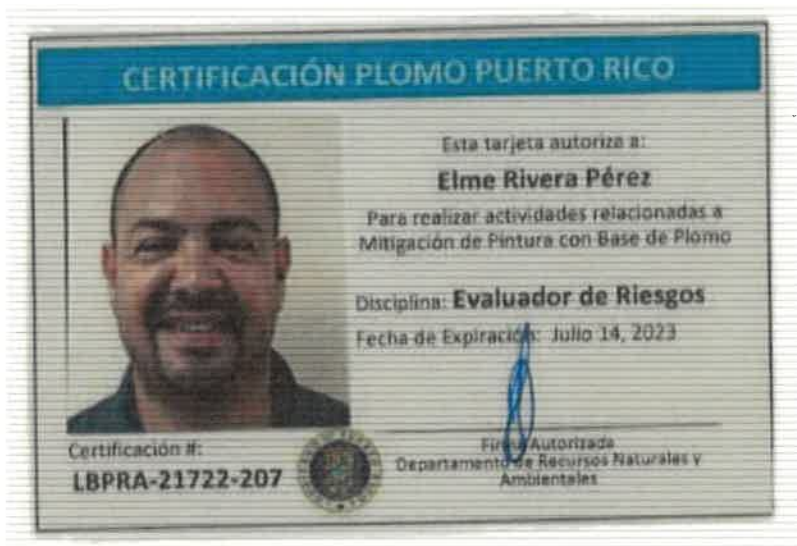 CERTIFICACIÓN PLOMO PUERTO RICO
Esta tarjeta autoriza a:
Elme Rivera Pérez
Para realizar actividades relacionadas a
Mitigación de Pintura con Base de Plomo
Disciplina: Evaluador de Riesgos
Fecha de Expiración: Julio 14, 2023
Certificación #:
LBPRA-21722-207
Firma Autorizada
Departamento de Recursos Naturales y
Ambientales